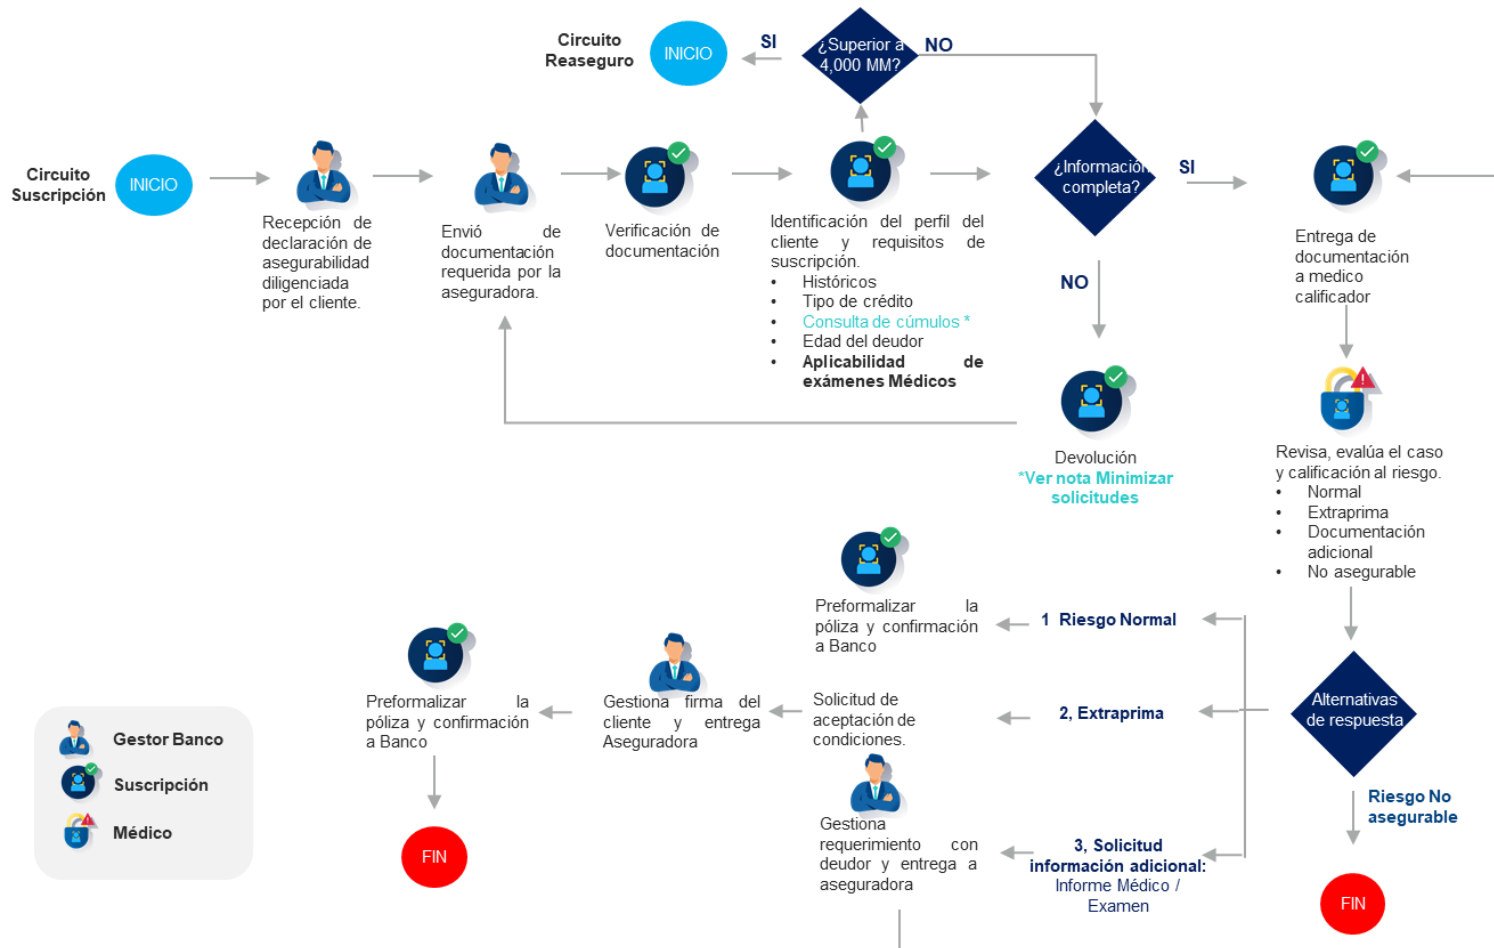 Circuito
Reaseguro
INICIO
SI
¿Superior a
4,000 MM?
NO
Circuito
Suscripción
INICIO
Recepción de
declaración de
asegurabilidad
diligenciada
por el cliente.
Envió de
documentación
requerida por la
aseguradora.
Verificación de
documentación
Identificación del perfil del
cliente y requisitos de
suscripción.
• Históricos
• Tipo de crédito
• Consulta de cúmulos *
• Edad del deudor
• Aplicabilidad de
exámenes Médicos
¿Información
completa?
SI
NO
Entrega de
documentación
a medico
calificador
Devolución
*Ver nota Minimizar
solicitudes
Revisa, evalúa el caso
y calificación al riesgo.
• Normal
• Extraprima
• Documentación
adicional
• No asegurable
Alternativas
de respuesta
1 Riesgo Normal
Preformalizar la
póliza y confirmación
a Banco
2, Extraprima
Solicitud de
aceptación de
condiciones.
Gestiona firma del
cliente y entrega
Aseguradora
Preformalizar la
póliza y confirmación
a Banco
FIN
3, Solicitud
información adicional:
Informe Médico /
Examen
Gestiona
requerimiento con
deudor y entrega a
aseguradora
Riesgo No
asegurable
FIN
Gestor Banco
Suscripción
Médico